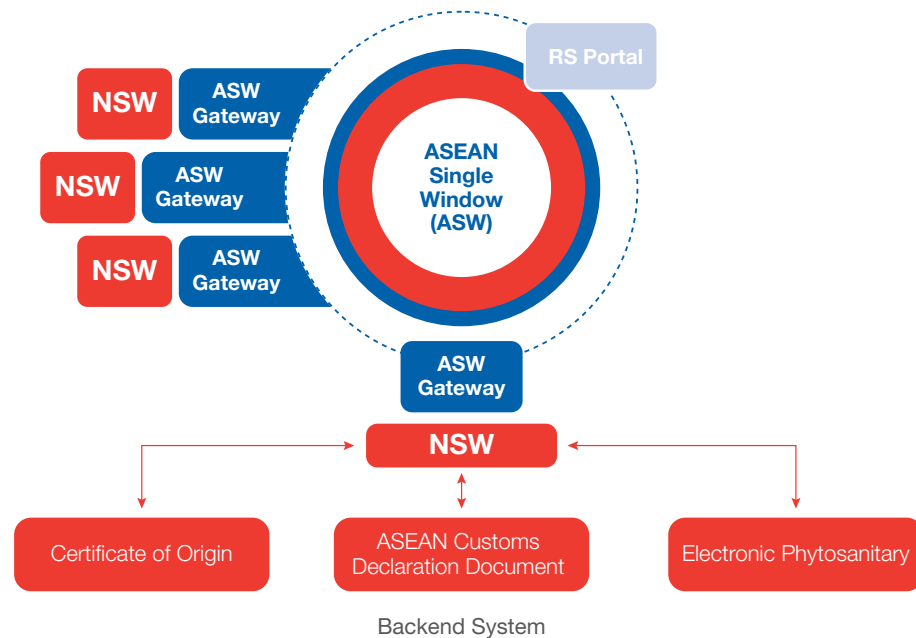 RS Portal
NSW
ASW
Gateway
NSW
ASW
Gateway
NSW
ASW
Gateway
ASEAN
Single
Window
(ASW)
ASW
Gateway
NSW
Certificate of Origin
ASEAN Customs
Declaration Document
Electronic Phytosanitary
Backend System